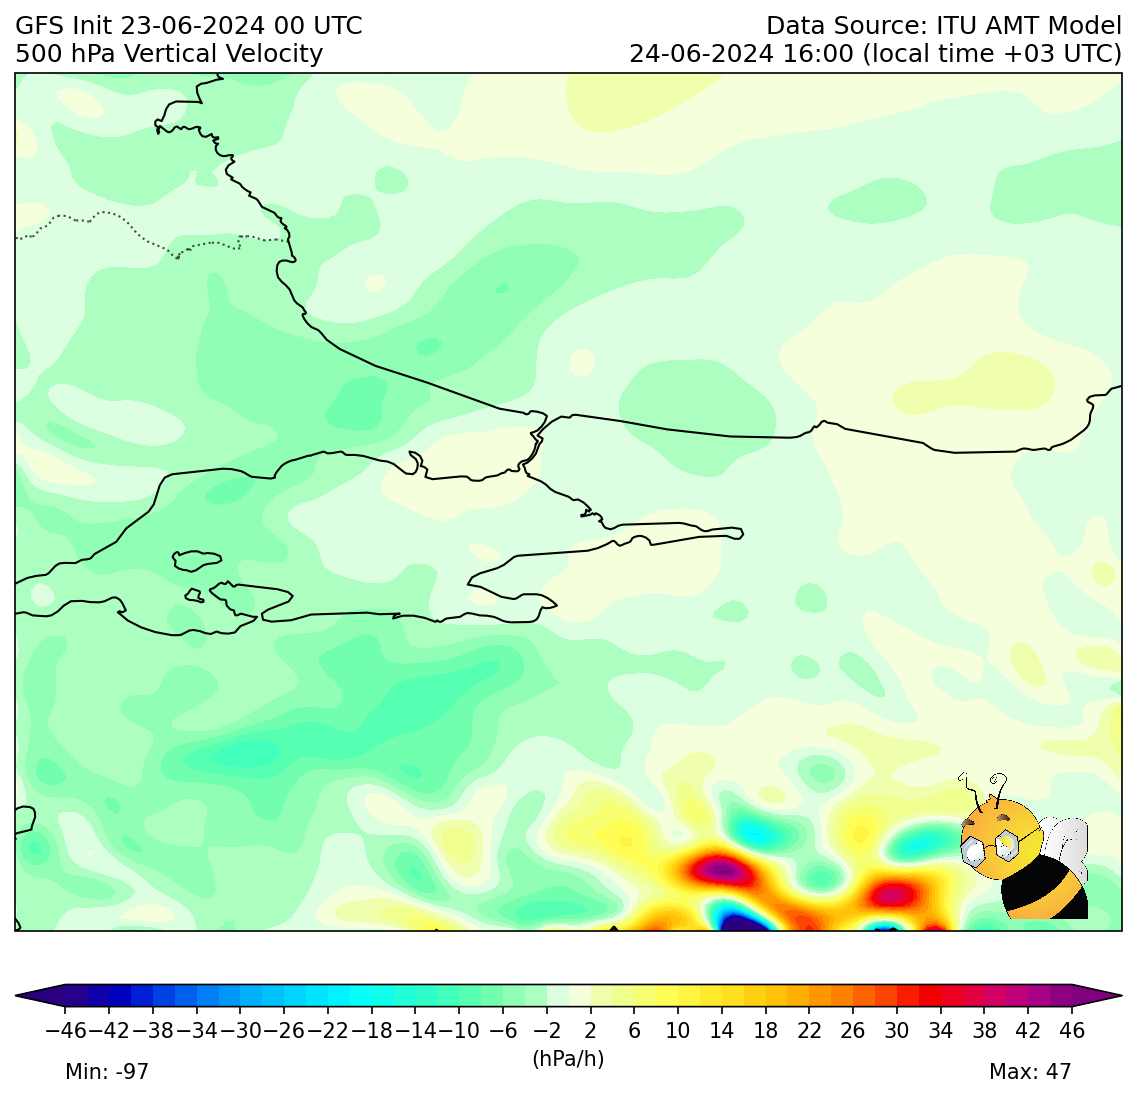 GFS Init 23-06-2024 00 UTC
Data Source: ITU AMT Model
500 hPa Vertical Velocity
24-06-2024 16:00 (local time +03 UTC)
−46 −42 −38 −34 −30 −26 −22 −18 −14 −10 −6 −2 2 6 10 14 18 22 26 30 34 38 42 46
(hPa/h)
Min: -97
Max: 47